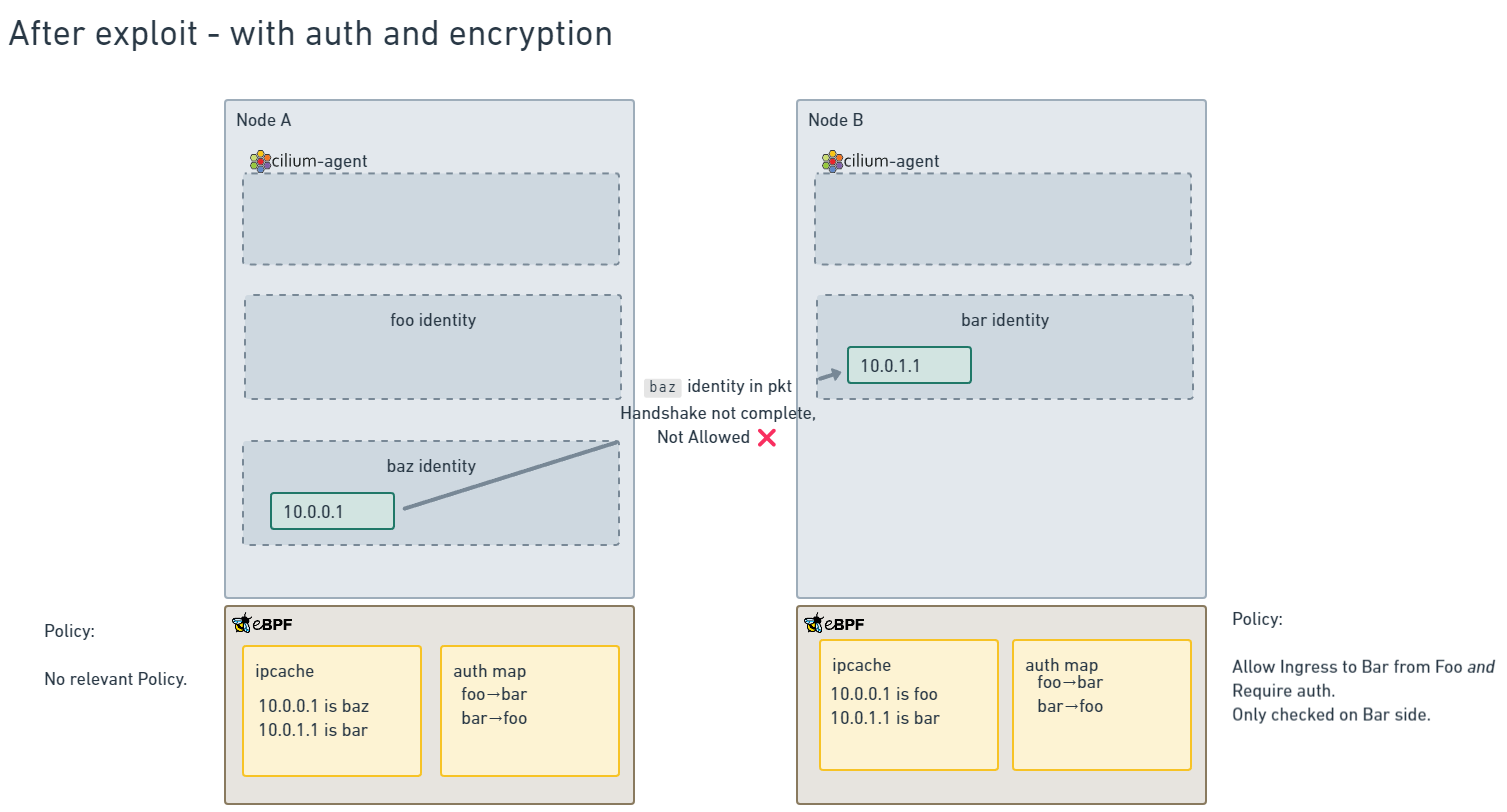 After exploit - with auth and encryption
Node A
cilium-agent
foo identity
baz identity
10.0.0.1
baz identity in pkt
Handshake not complete,
Not Allowed ❌
Node B
cilium-agent
bar identity
10.0.1.1
Policy:
No relevant Policy.
eBPF
ipcache
10.0.0.1 is baz
10.0.1.1 is bar
auth map
foo→bar
bar→foo
eBPF
ipcache
10.0.0.1 is foo
10.0.1.1 is bar
auth map
foo→bar
bar→foo
Policy:
Allow Ingress to Bar from Foo and
Require auth.
Only checked on Bar side.